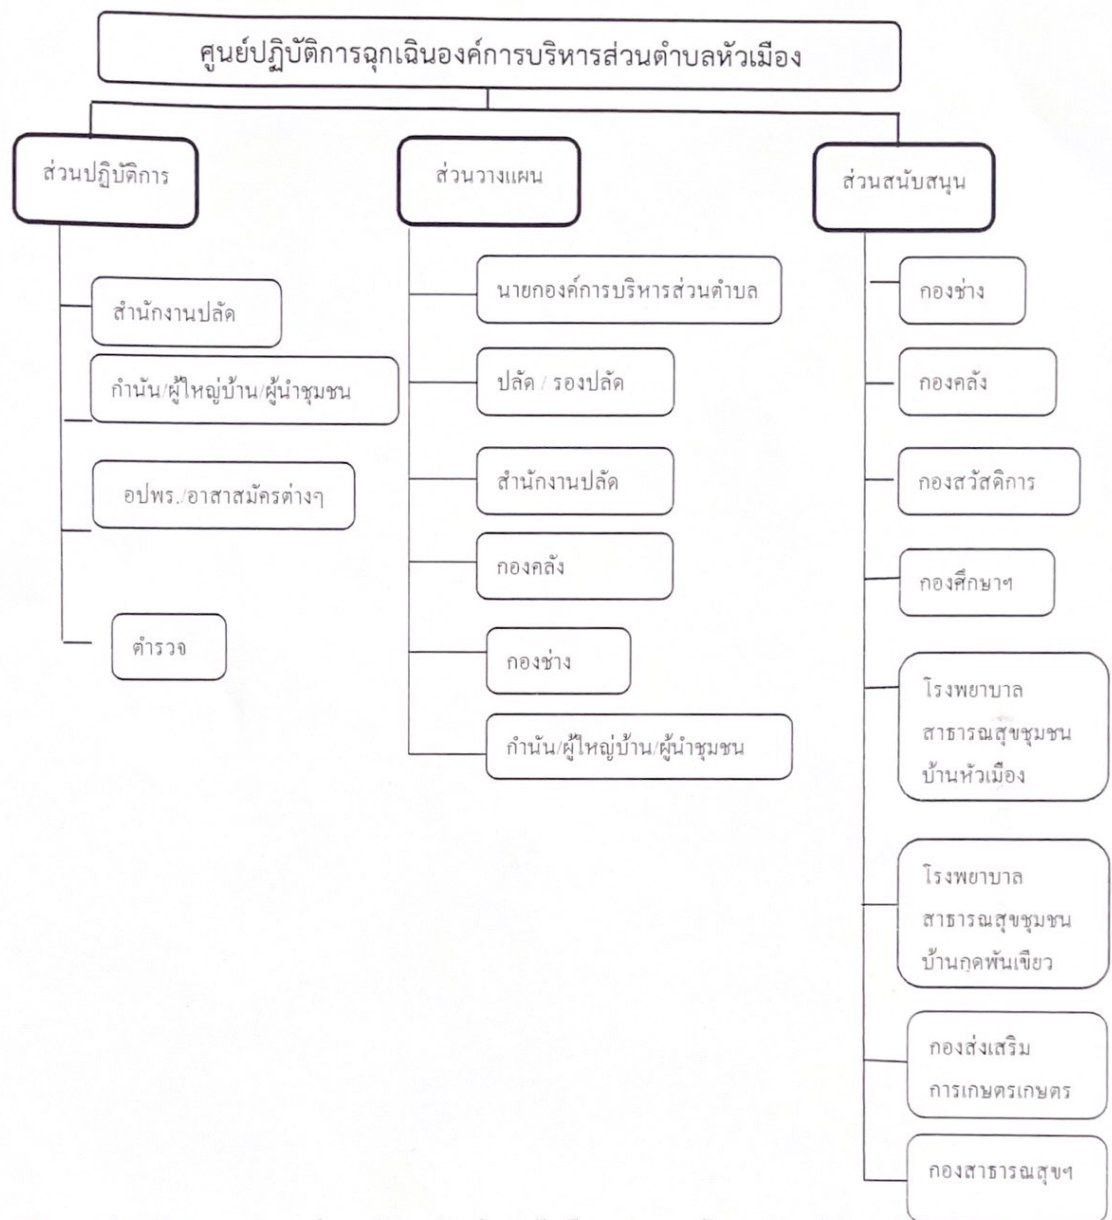 ศูนย์ปฏิบัติการฉุกเฉินองค์การบริหารส่วนตำบลหัวเมือง
ส่วนปฏิบัติการ
สำนักงานปลัด
กำนัน/ผู้ใหญ่บ้าน/ผู้นำชุมชน
อปพร./อาสาสมัครต่างๆ
ตำรวจ
ส่วนวางแผน
นายกองค์การบริหารส่วนตำบล
ปลัด / รองปลัด
สำนักงานปลัด
กองคลัง
กองช่าง
กำนัน/ผู้ใหญ่บ้าน/ผู้นำชุมชน
ส่วนสนับสนุน
กองช่าง
กองคลัง
กองสวัสดิการ
กองศึกษาฯ
โรงพยาบาล
สาธารณสุขชุมชน
บ้านหัวเมือง
โรงพยาบาล
สาธารณสุขชุมชน
บ้านกุดพันเขียว
กองส่งเสริม
การเกษตรเกษตร
กองสาธารณสุขฯ